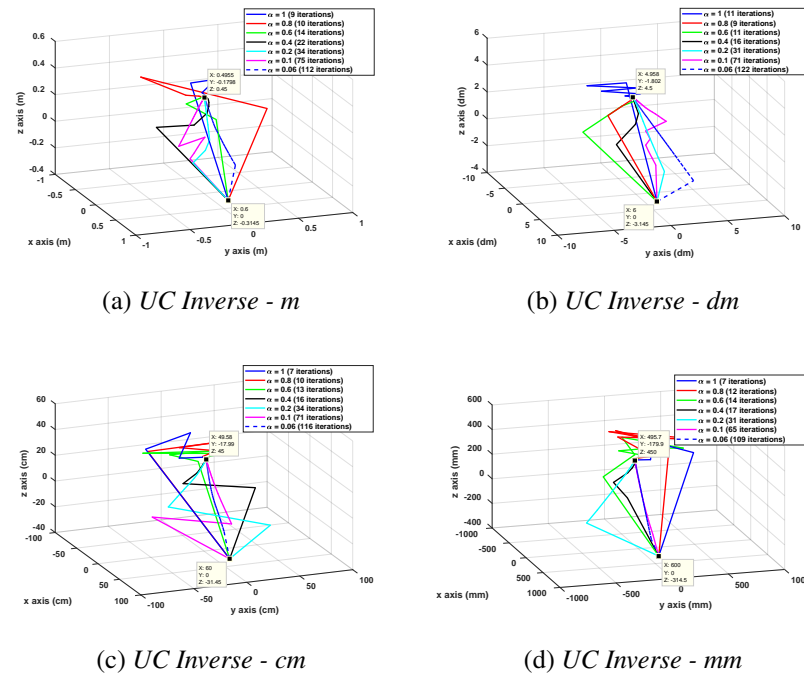 α = 1 (9 iterations)
α = 0.8 (10 iterations)
α = 0.6 (14 iterations)
α = 0.4 (22 iterations)
α = 0.2 (34 iterations)
α = 0.1 (75 iterations)
α = 0.06 (112 iterations)
X: 0.4955
Y: -0.1798
Z: 0.45
X: 0.6
Y: 0
Z: -0.3145
z axis (m)
0.6
0.4
0.2
0
-0.2
-0.4
-1
-0.5
0
0.5
1
x axis (m)
-1
-0.5
0
0.5
1
y axis (m)
(a) UC Inverse - m
α = 1 (11 iterations)
α = 0.8 (9 iterations)
α = 0.6 (11 iterations)
α = 0.4 (16 iterations)
α = 0.2 (31 iterations)
α = 0.1 (71 iterations)
α = 0.06 (122 iterations)
X: 4.958
Y: -1.802
Z: 4.5
X: 6
Y: 0
Z: -3.145
z axis (dm)
6
4
2
0
-2
-4
-10
-5
0
5
10
x axis (dm)
-10
-5
0
5
10
y axis (dm)
(b) UC Inverse - dm
α = 1 (7 iterations)
α = 0.8 (10 iterations)
α = 0.6 (13 iterations)
α = 0.4 (16 iterations)
α = 0.2 (34 iterations)
α = 0.1 (71 iterations)
α = 0.06 (116 iterations)
X: 49.58
Y: -17.99
Z: 45
X: 60
Y: 0
Z: -31.45
z axis (cm)
60
40
20
0
-20
-40
-100
-50
0
50
100
x axis (cm)
-100
-50
0
50
100
y axis (cm)
(c) UC Inverse - cm
α = 1 (7 iterations)
α = 0.8 (12 iterations)
α = 0.6 (14 iterations)
α = 0.4 (17 iterations)
α = 0.2 (31 iterations)
α = 0.1 (65 iterations)
α = 0.06 (109 iterations)
X: 495.7
Y: -179.9
Z: 450
X: 600
Y: 0
Z: -314.5
z axis (mm)
600
400
200
0
-200
-400
-1000
-500
0
500
1000
x axis (mm)
-1000
-500
0
500
1000
y axis (mm)
(d) UC Inverse - mm